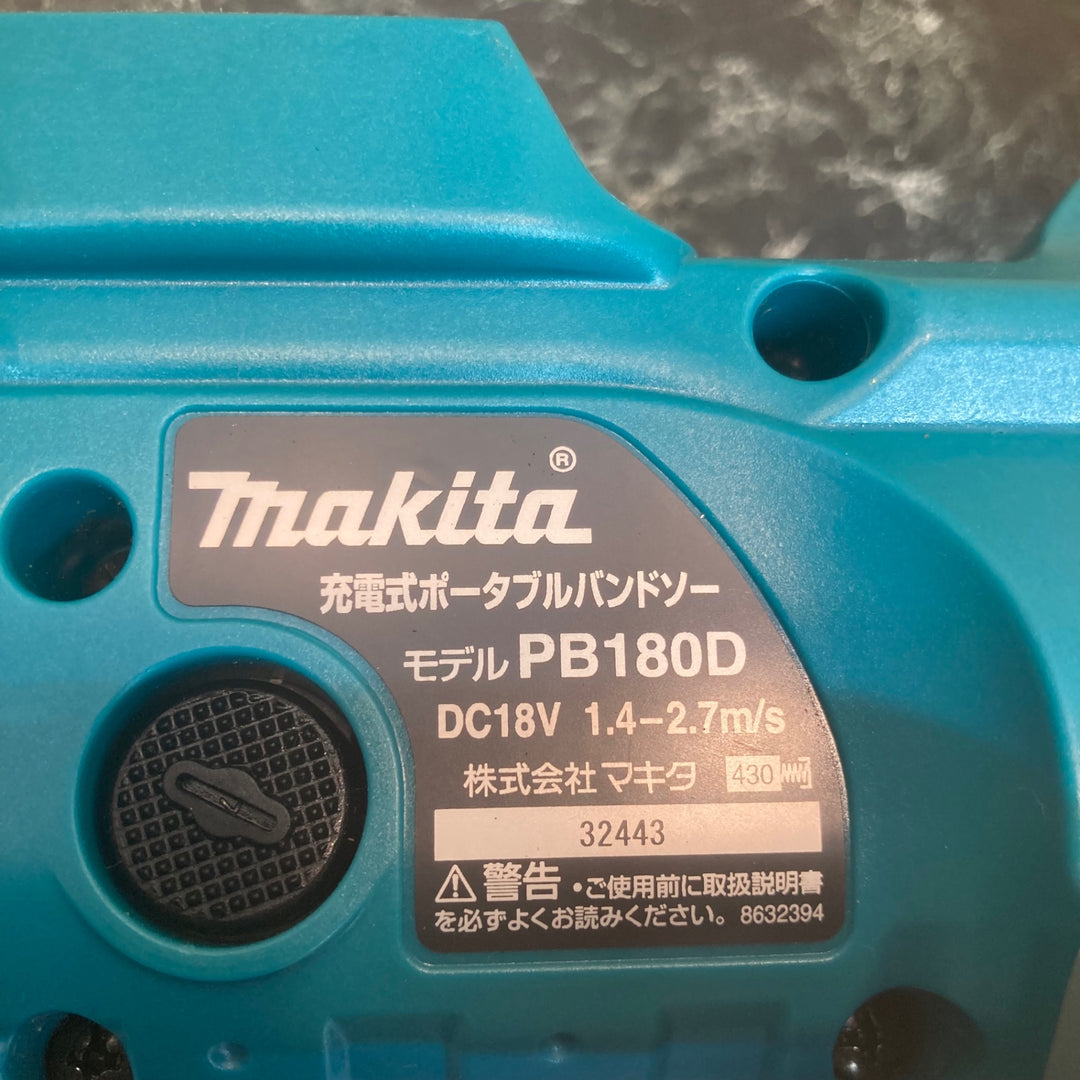 makita®
充電式ポータブルバンドソー
モデル PB180D
DC18V 1.4-2.7m/s
株式会社 マキタ 430
32443
⚠警告・ご使用前に取扱説明書
を必ずよくお読みください。 8632394